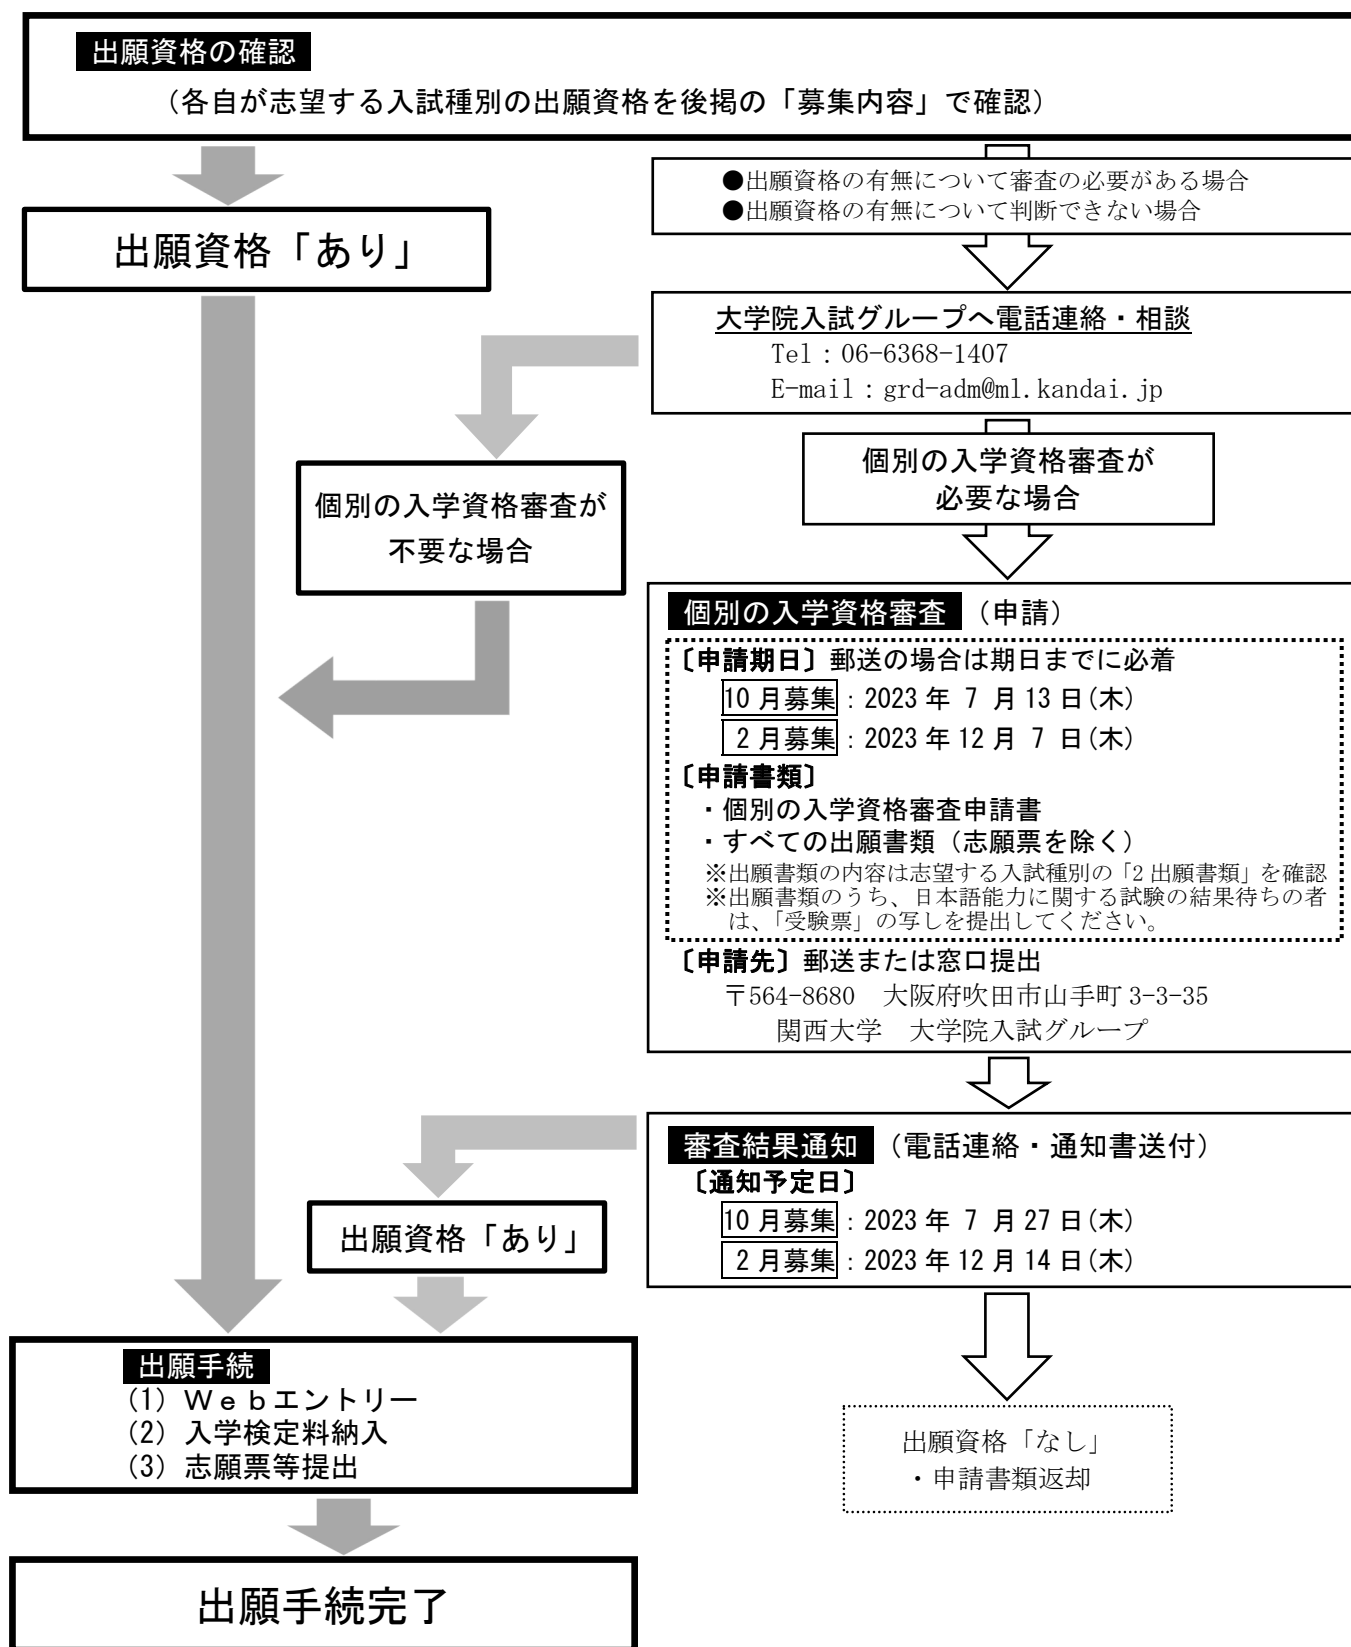 出願資格の確認
（各自が志望する入試種別の出願資格を後掲の「募集内容」で確認）
●出願資格の有無について審査の必要がある場合
●出願資格の有無について判断できない場合
出願資格「あり」
大学院入試グループへ電話連絡・相談
Tel：06-6368-1407
E-mail：grd-adm@ml.kandai.jp
個別の入学資格審査が
必要な場合
個別の入学資格審査が
不要な場合
個別の入学資格審査（申請）
〔申請期日〕郵送の場合は期日までに必着
10月募集：2023年 7 月13日(木)
2月募集：2023年12月 7 日(木)
〔申請書類〕
・個別の入学資格審査申請書
・すべての出願書類（志願票を除く）
※出願書類の内容は志望する入試種別の「2 出願書類」を確認
※出願書類のうち、日本語能力に関する試験の結果待ちの者
は、「受験票」の写しを提出してください。
〔申請先〕郵送または窓口提出
〒564-8680　大阪府吹田市山手町 3-3-35
関西大学　大学院入試グループ
審査結果通知（電話連絡・通知書送付）
〔通知予定日〕
10月募集：2023年 7 月27日(木)
2月募集：2023年12月14日(木)
出願資格「あり」
出願手続
(1) Ｗｅｂエントリー
(2) 入学検定料納入
(3) 志願票等提出
出願資格「なし」
・申請書類返却
出願手続完了